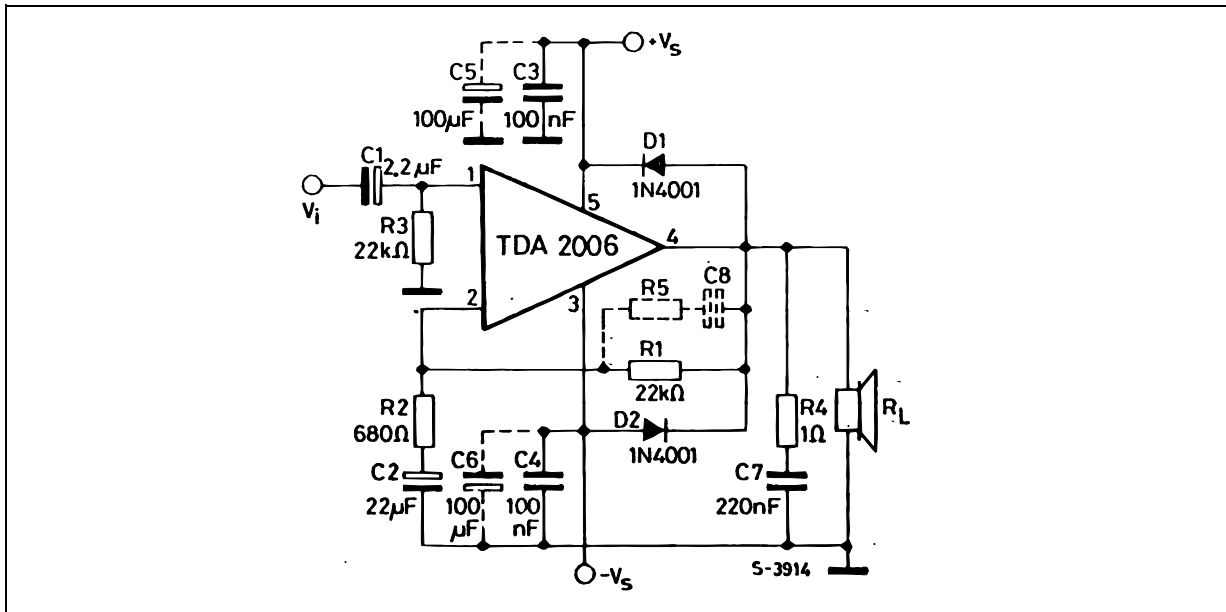 +Vs
C5
C3
100µF
100 nF
D1
1N4001
C1
2.2µF
Vi
1
5
R3
22kΩ
TDA 2006
4
2
3
R5
C8
R1
22kΩ
R2
680Ω
D2
1N4001
R4
1Ω
RL
C2
22µF
C6
100
µF
C4
100
nF
C7
220nF
S-3914
-Vs